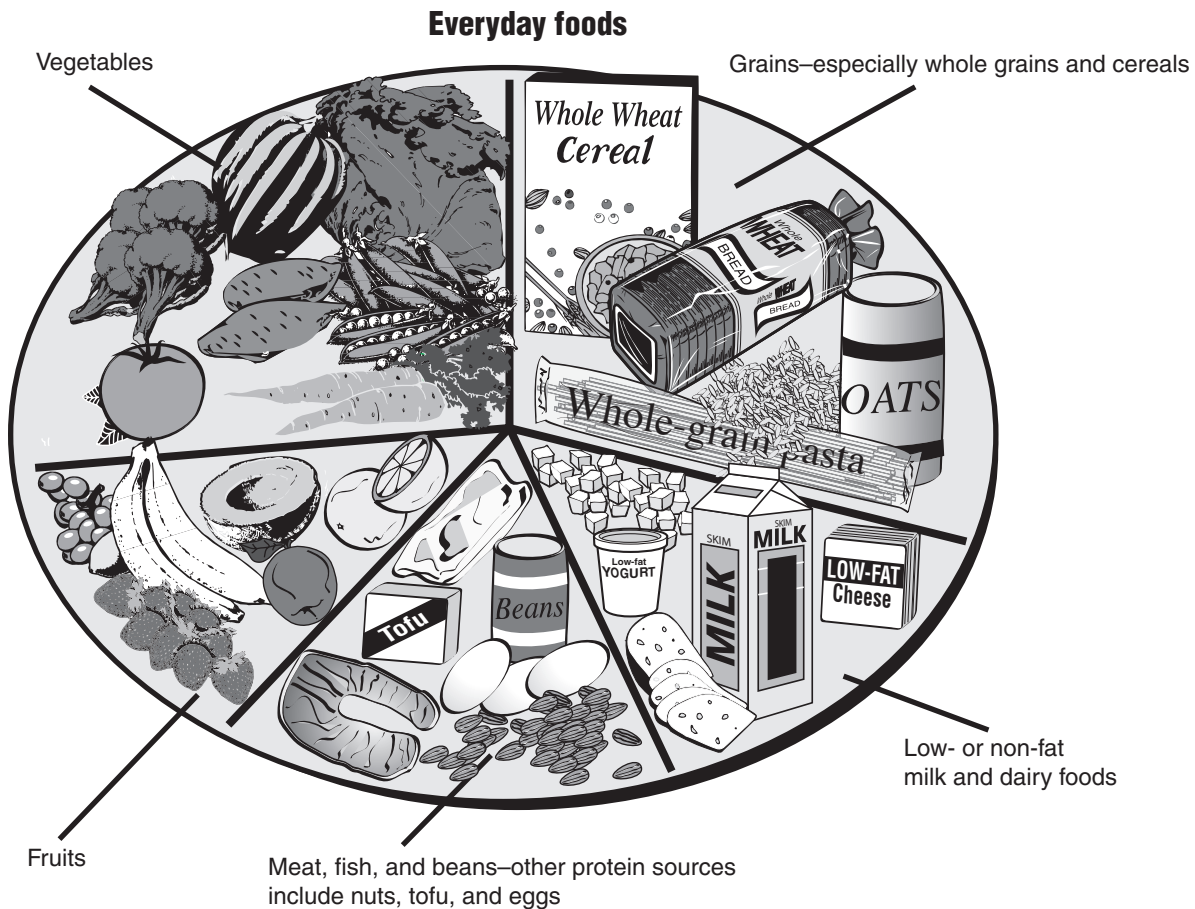 Everyday foods
Vegetables
Grains–especially whole grains and cereals
Whole Wheat
Cereal
Whole
WHEAT
BREAD
Whole WHEAT
BREAD
OATS
Whole-grain pasta
SKIM
MILK
SKIM
MILK
Low-fat
YOGURT
LOW-FAT
Cheese
Beans
Tofu
Low- or non-fat
milk and dairy foods
Fruits
Meat, fish, and beans–other protein sources
include nuts, tofu, and eggs